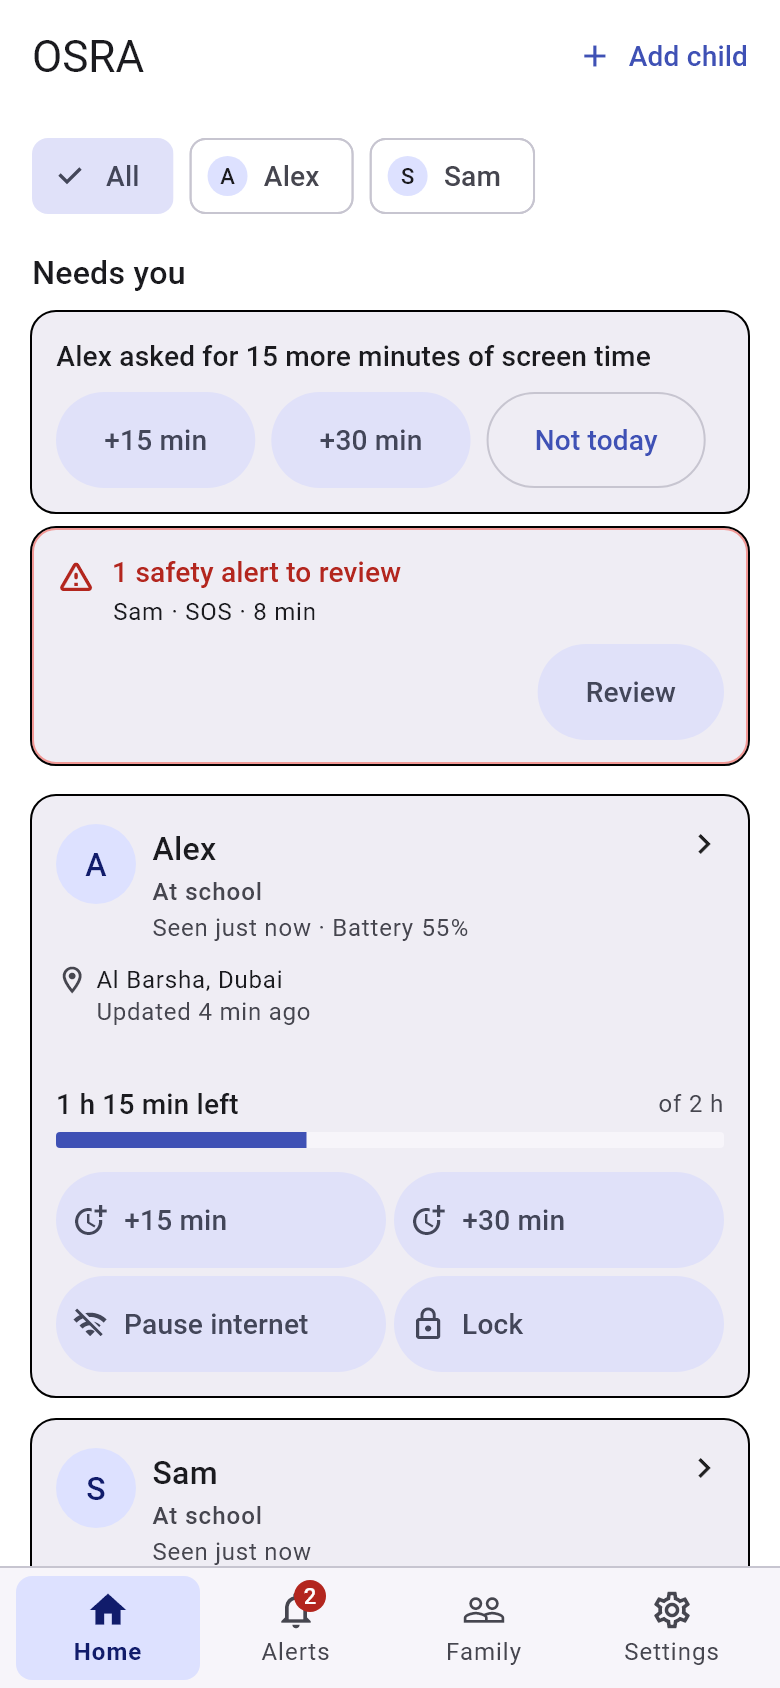 OSRA
Add child
All
A Alex
S Sam
Needs you
Alex asked for 15 more minutes of screen time
+15 min
+30 min
Not today
1 safety alert to review
Sam · SOS · 8 min
Review
A
Alex
At school
Seen just now · Battery 55%
Al Barsha, Dubai
Updated 4 min ago
1 h 15 min left
of 2 h
+15 min
+30 min
Pause internet
Lock
S
Sam
At school
Seen just now
Home
2
Alerts
Family
Settings